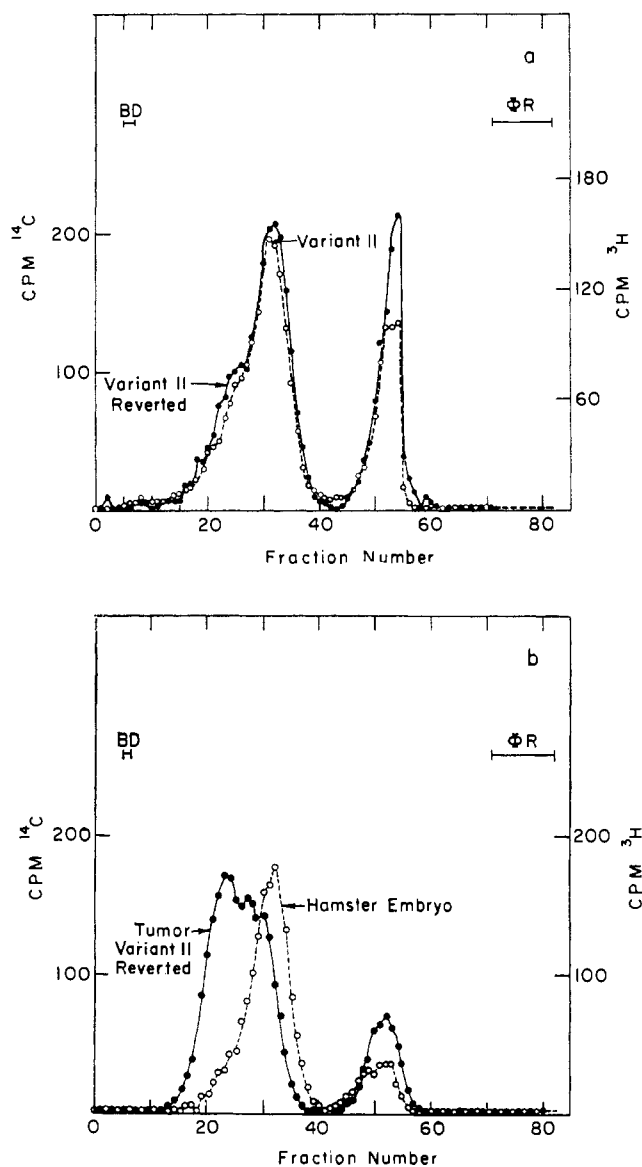 a
BD
ΦR
CPM ¹⁴C
200
100
180
120
60
CPM ³H
Variant II
Variant II
Reverted
0 20 40 60 80
Fraction Number
b
BD
ΦR
CPM ¹⁴C
200
100
200
100
CPM ³H
Hamster Embryo
Tumor
Variant II
Reverted
0 20 40 60 80
Fraction Number